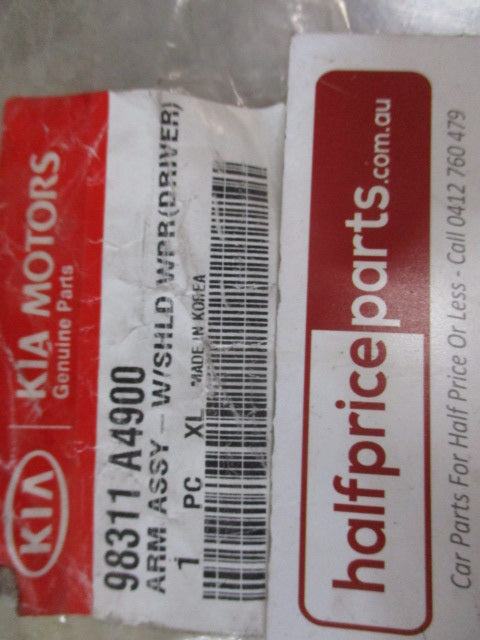 KIA
KIA MOTORS
Genuine Parts
98311 A4900
ARM ASSY - W/SHLD WPR(DRIVER)
1 PC XL MADE IN KOREA
halfpriceparts.com.au
Car Parts For Half Price Or Less - Call 0412 760 479